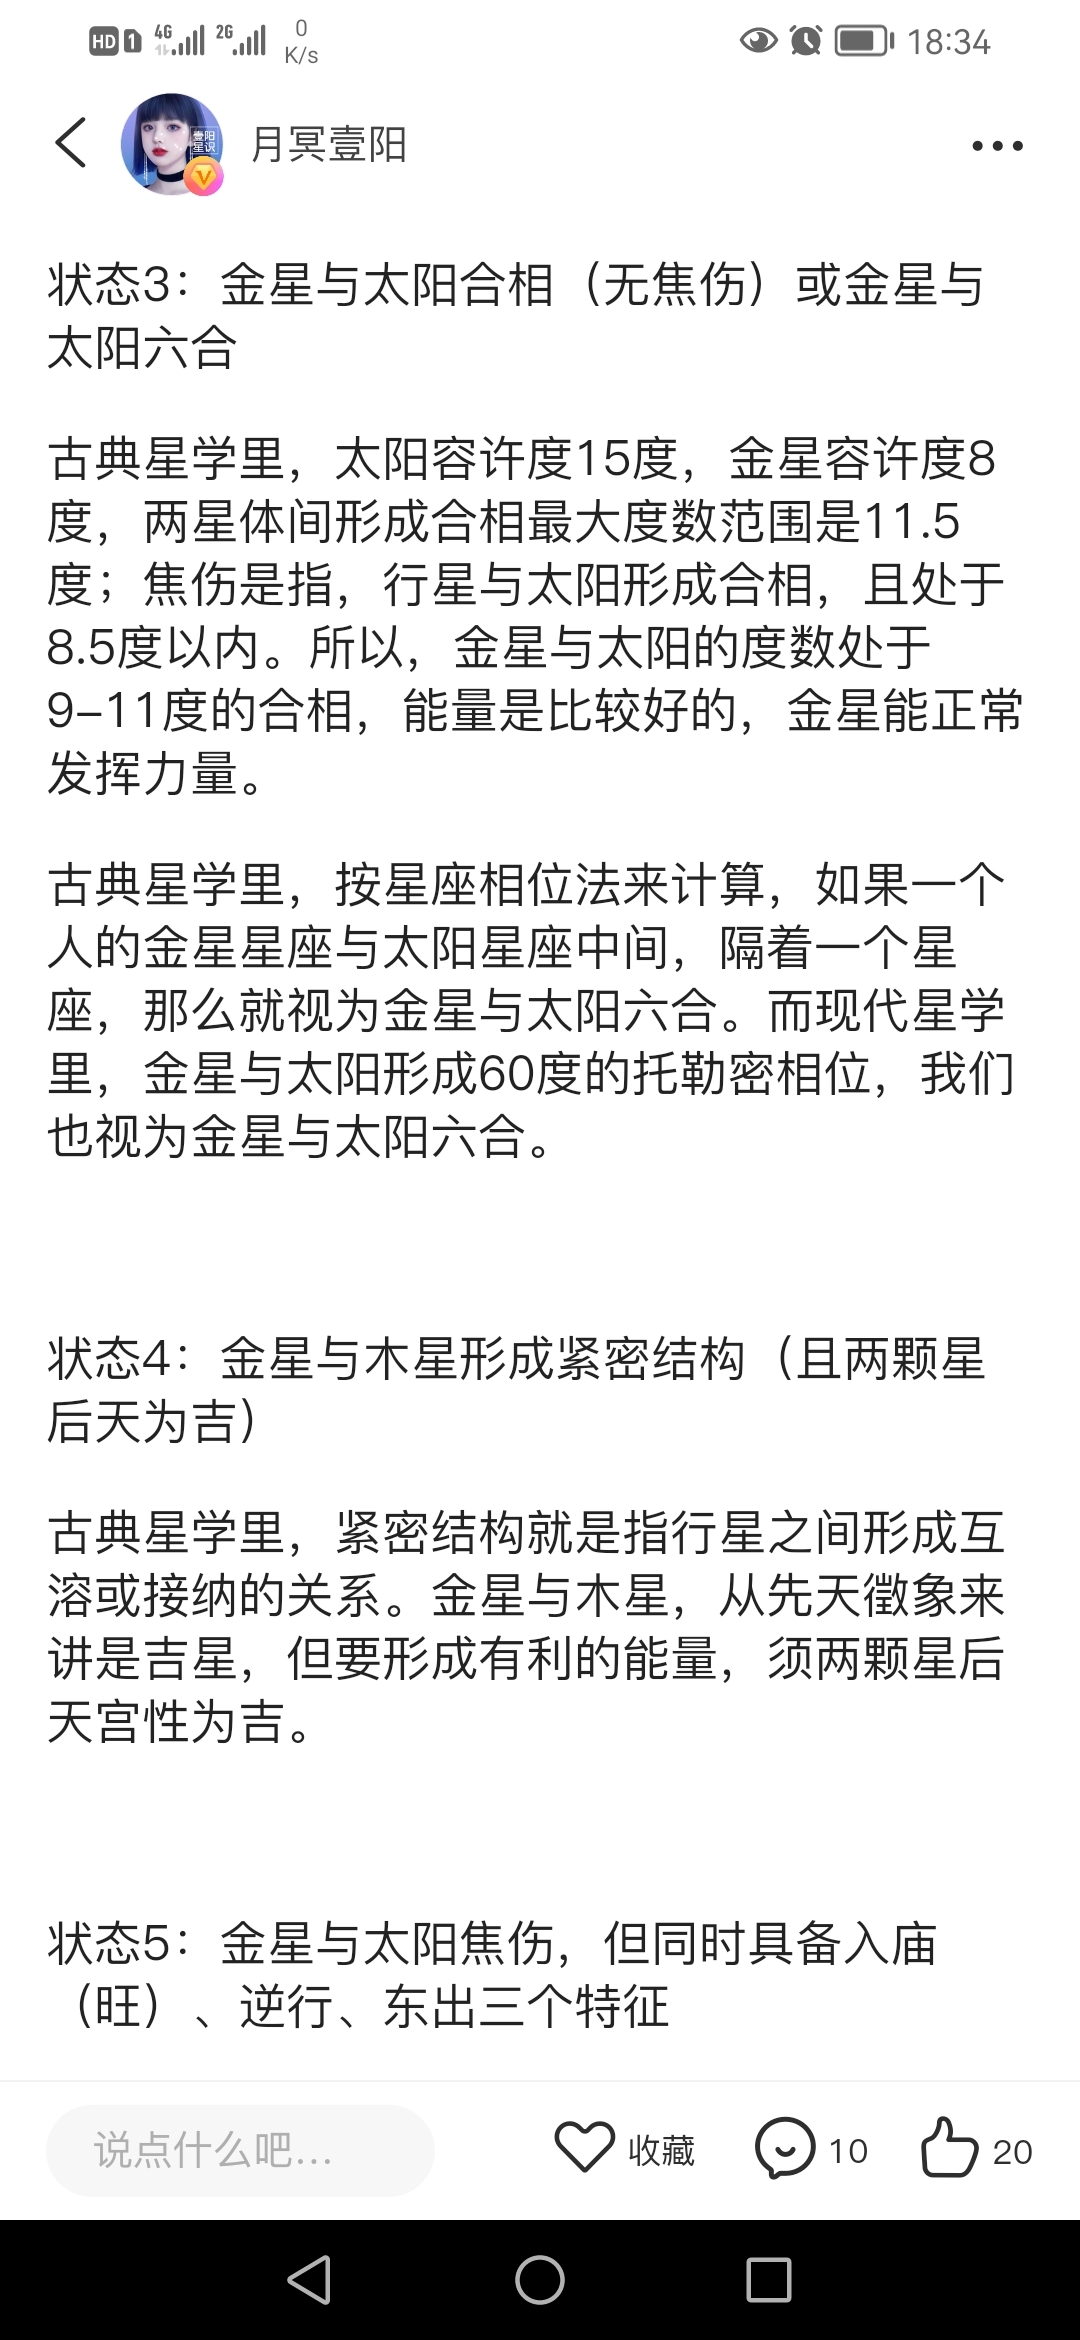 HD 1 4G 2G 0 K/s 18:34
壹阳
星识
月冥壹阳
状态3：金星与太阳合相（无焦伤）或金星与
太阳六合
古典星学里，太阳容许度15度，金星容许度8
度，两星体间形成合相最大度数范围是11.5
度；焦伤是指，行星与太阳形成合相，且处于
8.5度以内。所以，金星与太阳的度数处于
9–11度的合相，能量是比较好的，金星能正常
发挥力量。
古典星学里，按星座相位法来计算，如果一个
人的金星星座与太阳星座中间，隔着一个星
座，那么就视为金星与太阳六合。而现代星学
里，金星与太阳形成60度的托勒密相位，我们
也视为金星与太阳六合。
状态4：金星与木星形成紧密结构（且两颗星
后天为吉）
古典星学里，紧密结构就是指行星之间形成互
溶或接纳的关系。金星与木星，从先天徵象来
讲是吉星，但要形成有利的能量，须两颗星后
天宫性为吉。
状态5：金星与太阳焦伤，但同时具备入庙
（旺）、逆行、东出三个特征
说点什么吧... 收藏 10 20